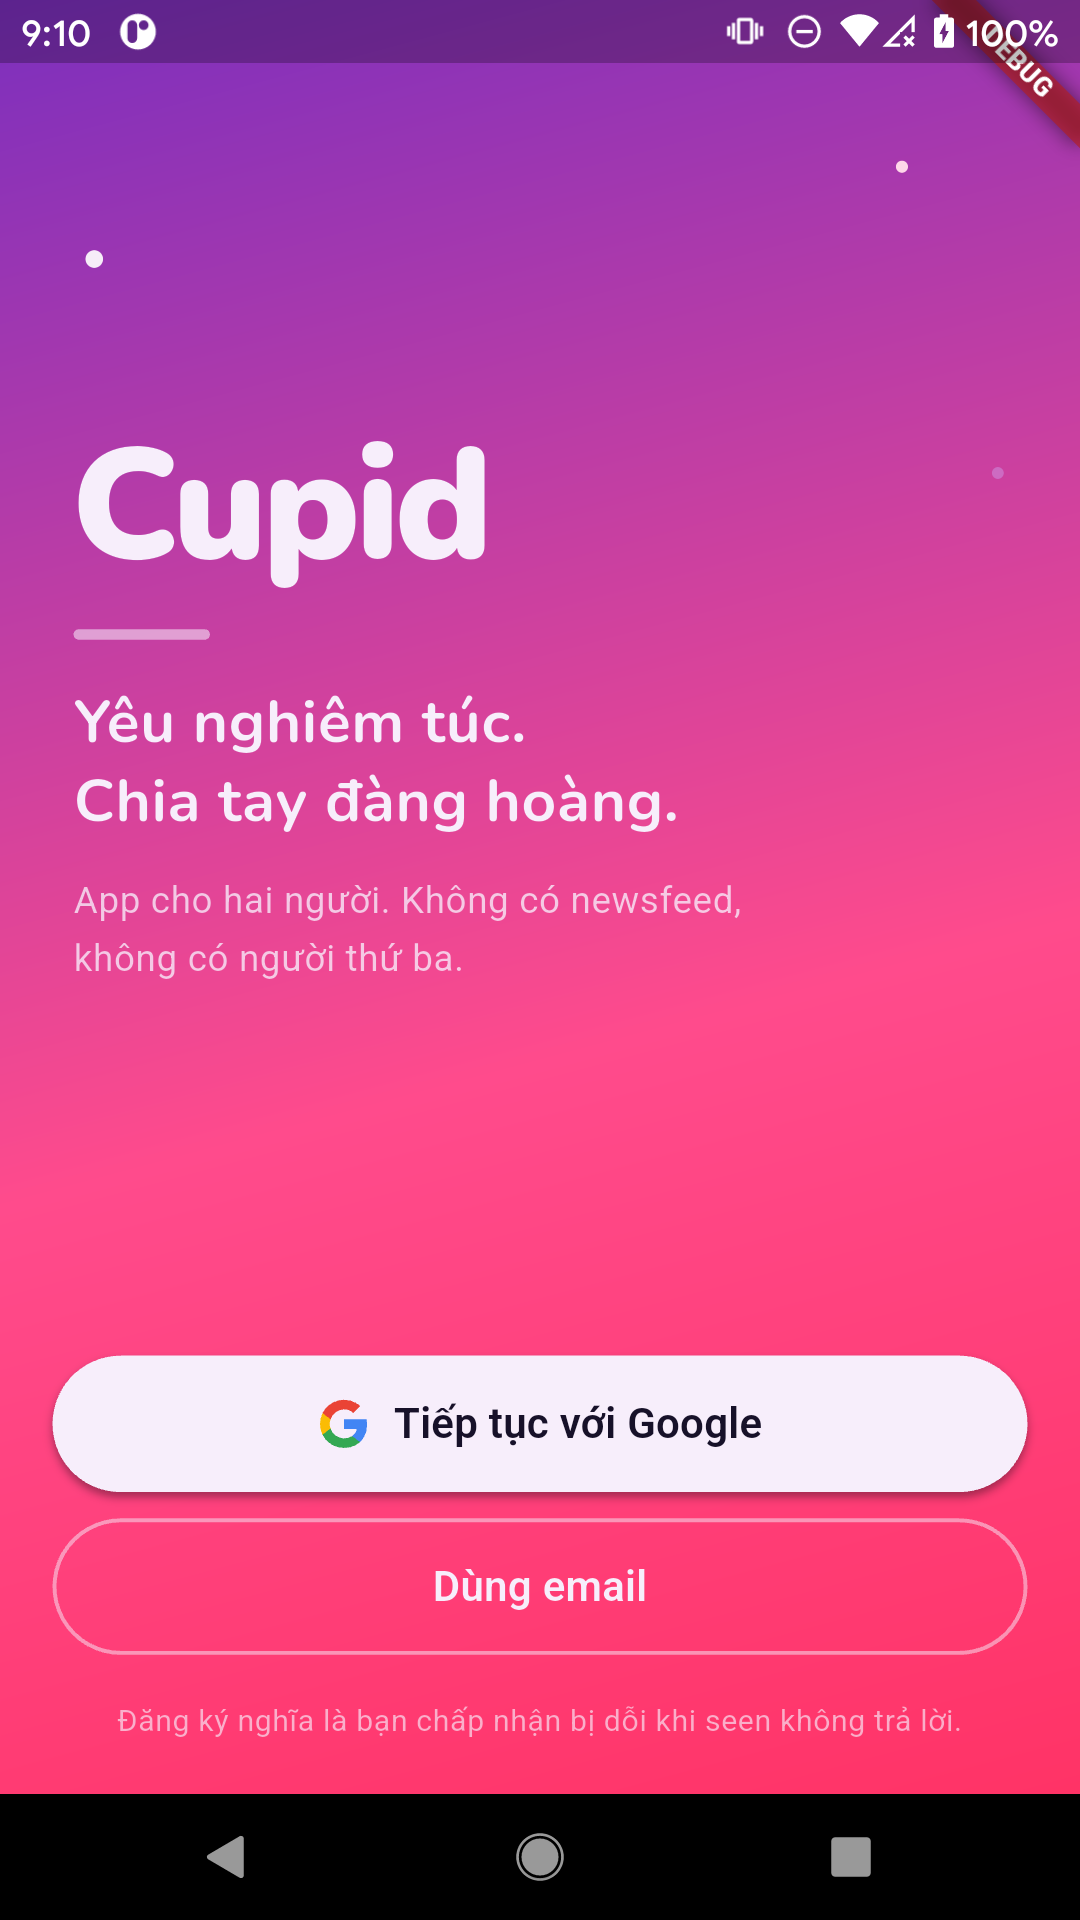 9:10
100%
DEBUG
Cupid
Yêu nghiêm túc.
Chia tay đàng hoàng.
App cho hai người. Không có newsfeed,
không có người thứ ba.
Tiếp tục với Google
Dùng email
Đăng ký nghĩa là bạn chấp nhận bị dỗi khi seen không trả lời.